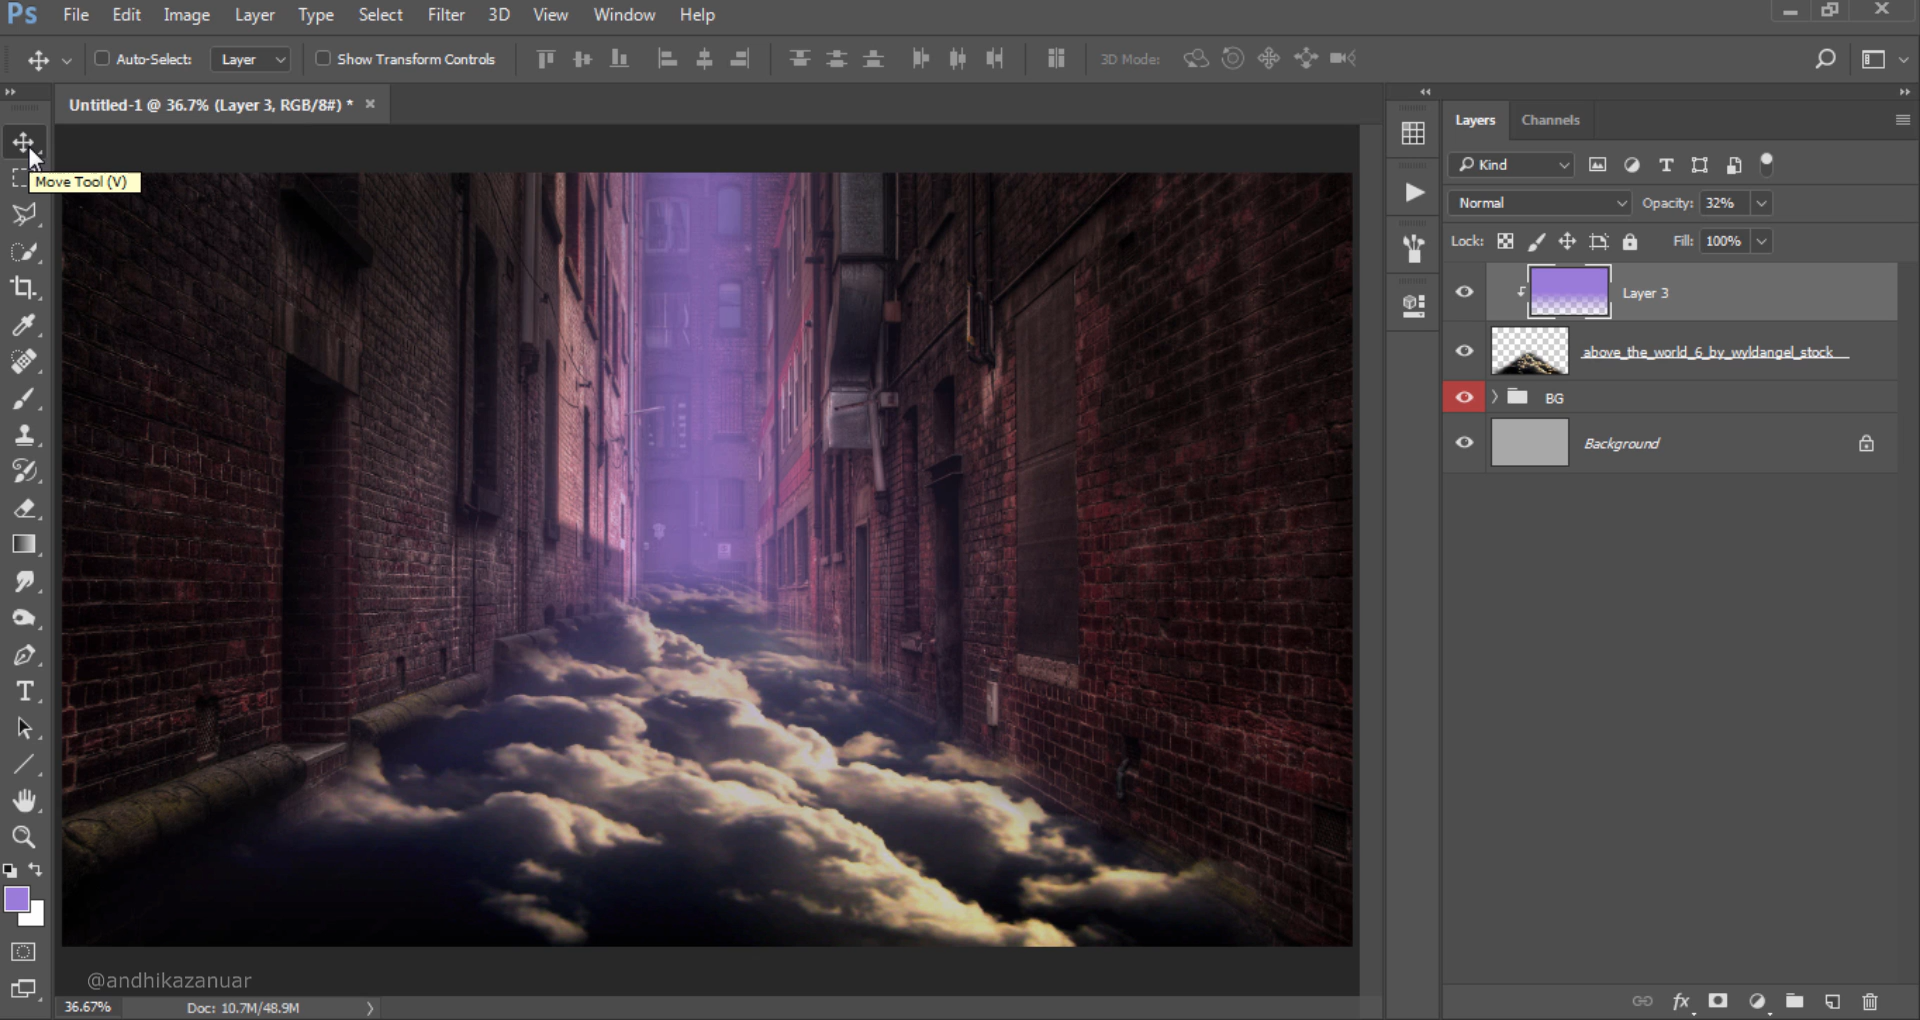 Ps File Edit Image Layer Type Select Filter 3D View Window Help
Auto-Select: Layer Show Transform Controls 3D Mode:
Untitled-1 @ 36.7% (Layer 3, RGB/8#) * ×
Move Tool (V)
Layers Channels
Kind
Normal Opacity: 32%
Lock: Fill: 100%
Layer 3
above_the_world_6_by_wyldangel_stock
BG
Background
@andhikazanuar
36.67% Doc: 10.7M/48.9M
fx